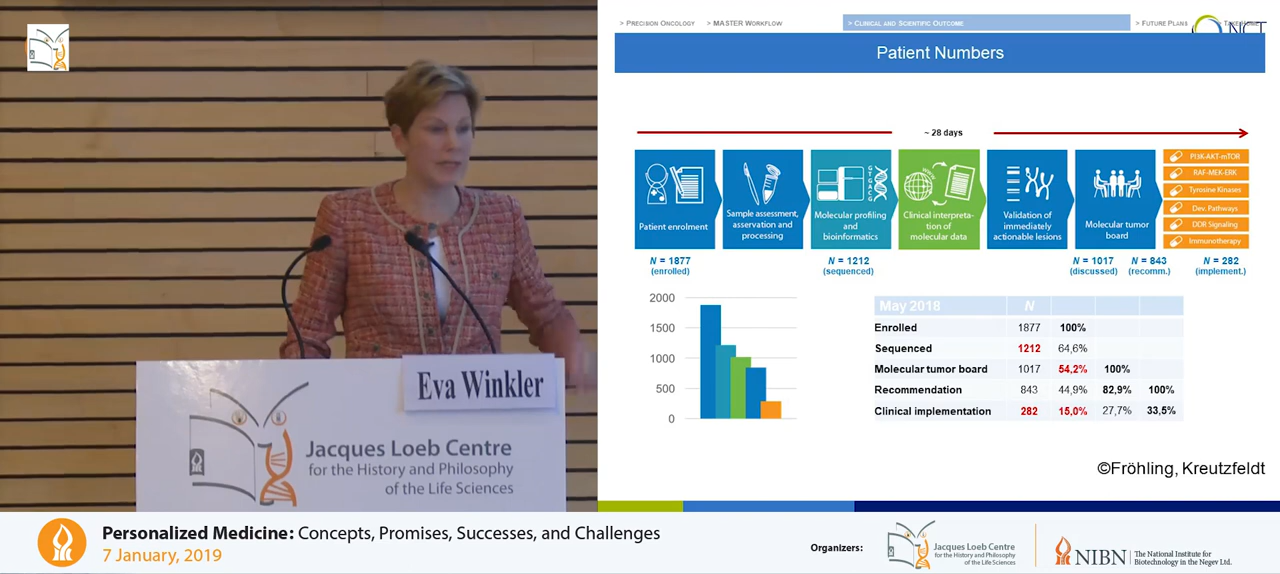 > PRECISION ONCOLOGY > MASTER WORKFLOW > CLINICAL AND SCIENTIFIC OUTCOME > FUTURE PLANS
NCT
Patient Numbers
~ 28 days
Patient enrolment
Sample assessment,
asservation and
processing
Molecular profiling
and
bioinformatics
Clinical interpreta-
tion of
molecular data
Validation of
immediately
actionable lesions
Molecular tumor
board
PI3K-AKT-mTOR
RAF-MEK-ERK
Tyrosine Kinases
Dev. Pathways
DDR Signaling
Immunotherapy
N = 1877
(enrolled)
N = 1212
(sequenced)
N = 1017
(discussed)
N = 843
(recomm.)
N = 282
(implement.)
2000
1500
1000
500
0
May 2018 N
Enrolled 1877 100%
Sequenced 1212 64,6%
Molecular tumor board 1017 54,2% 100%
Recommendation 843 44,9% 82,9% 100%
Clinical implementation 282 15,0% 27,7% 33,5%
©Fröhling, Kreutzfeldt
Eva Winkler
Jacques Loeb Centre
for the History and Philosophy
of the Life Sciences
Personalized Medicine: Concepts, Promises, Successes, and Challenges
7 January, 2019
Organizers:
Jacques Loeb Centre
for the History and Philosophy
of the Life Sciences
NIBN
The National Institute for
Biotechnology in the Negev Ltd.